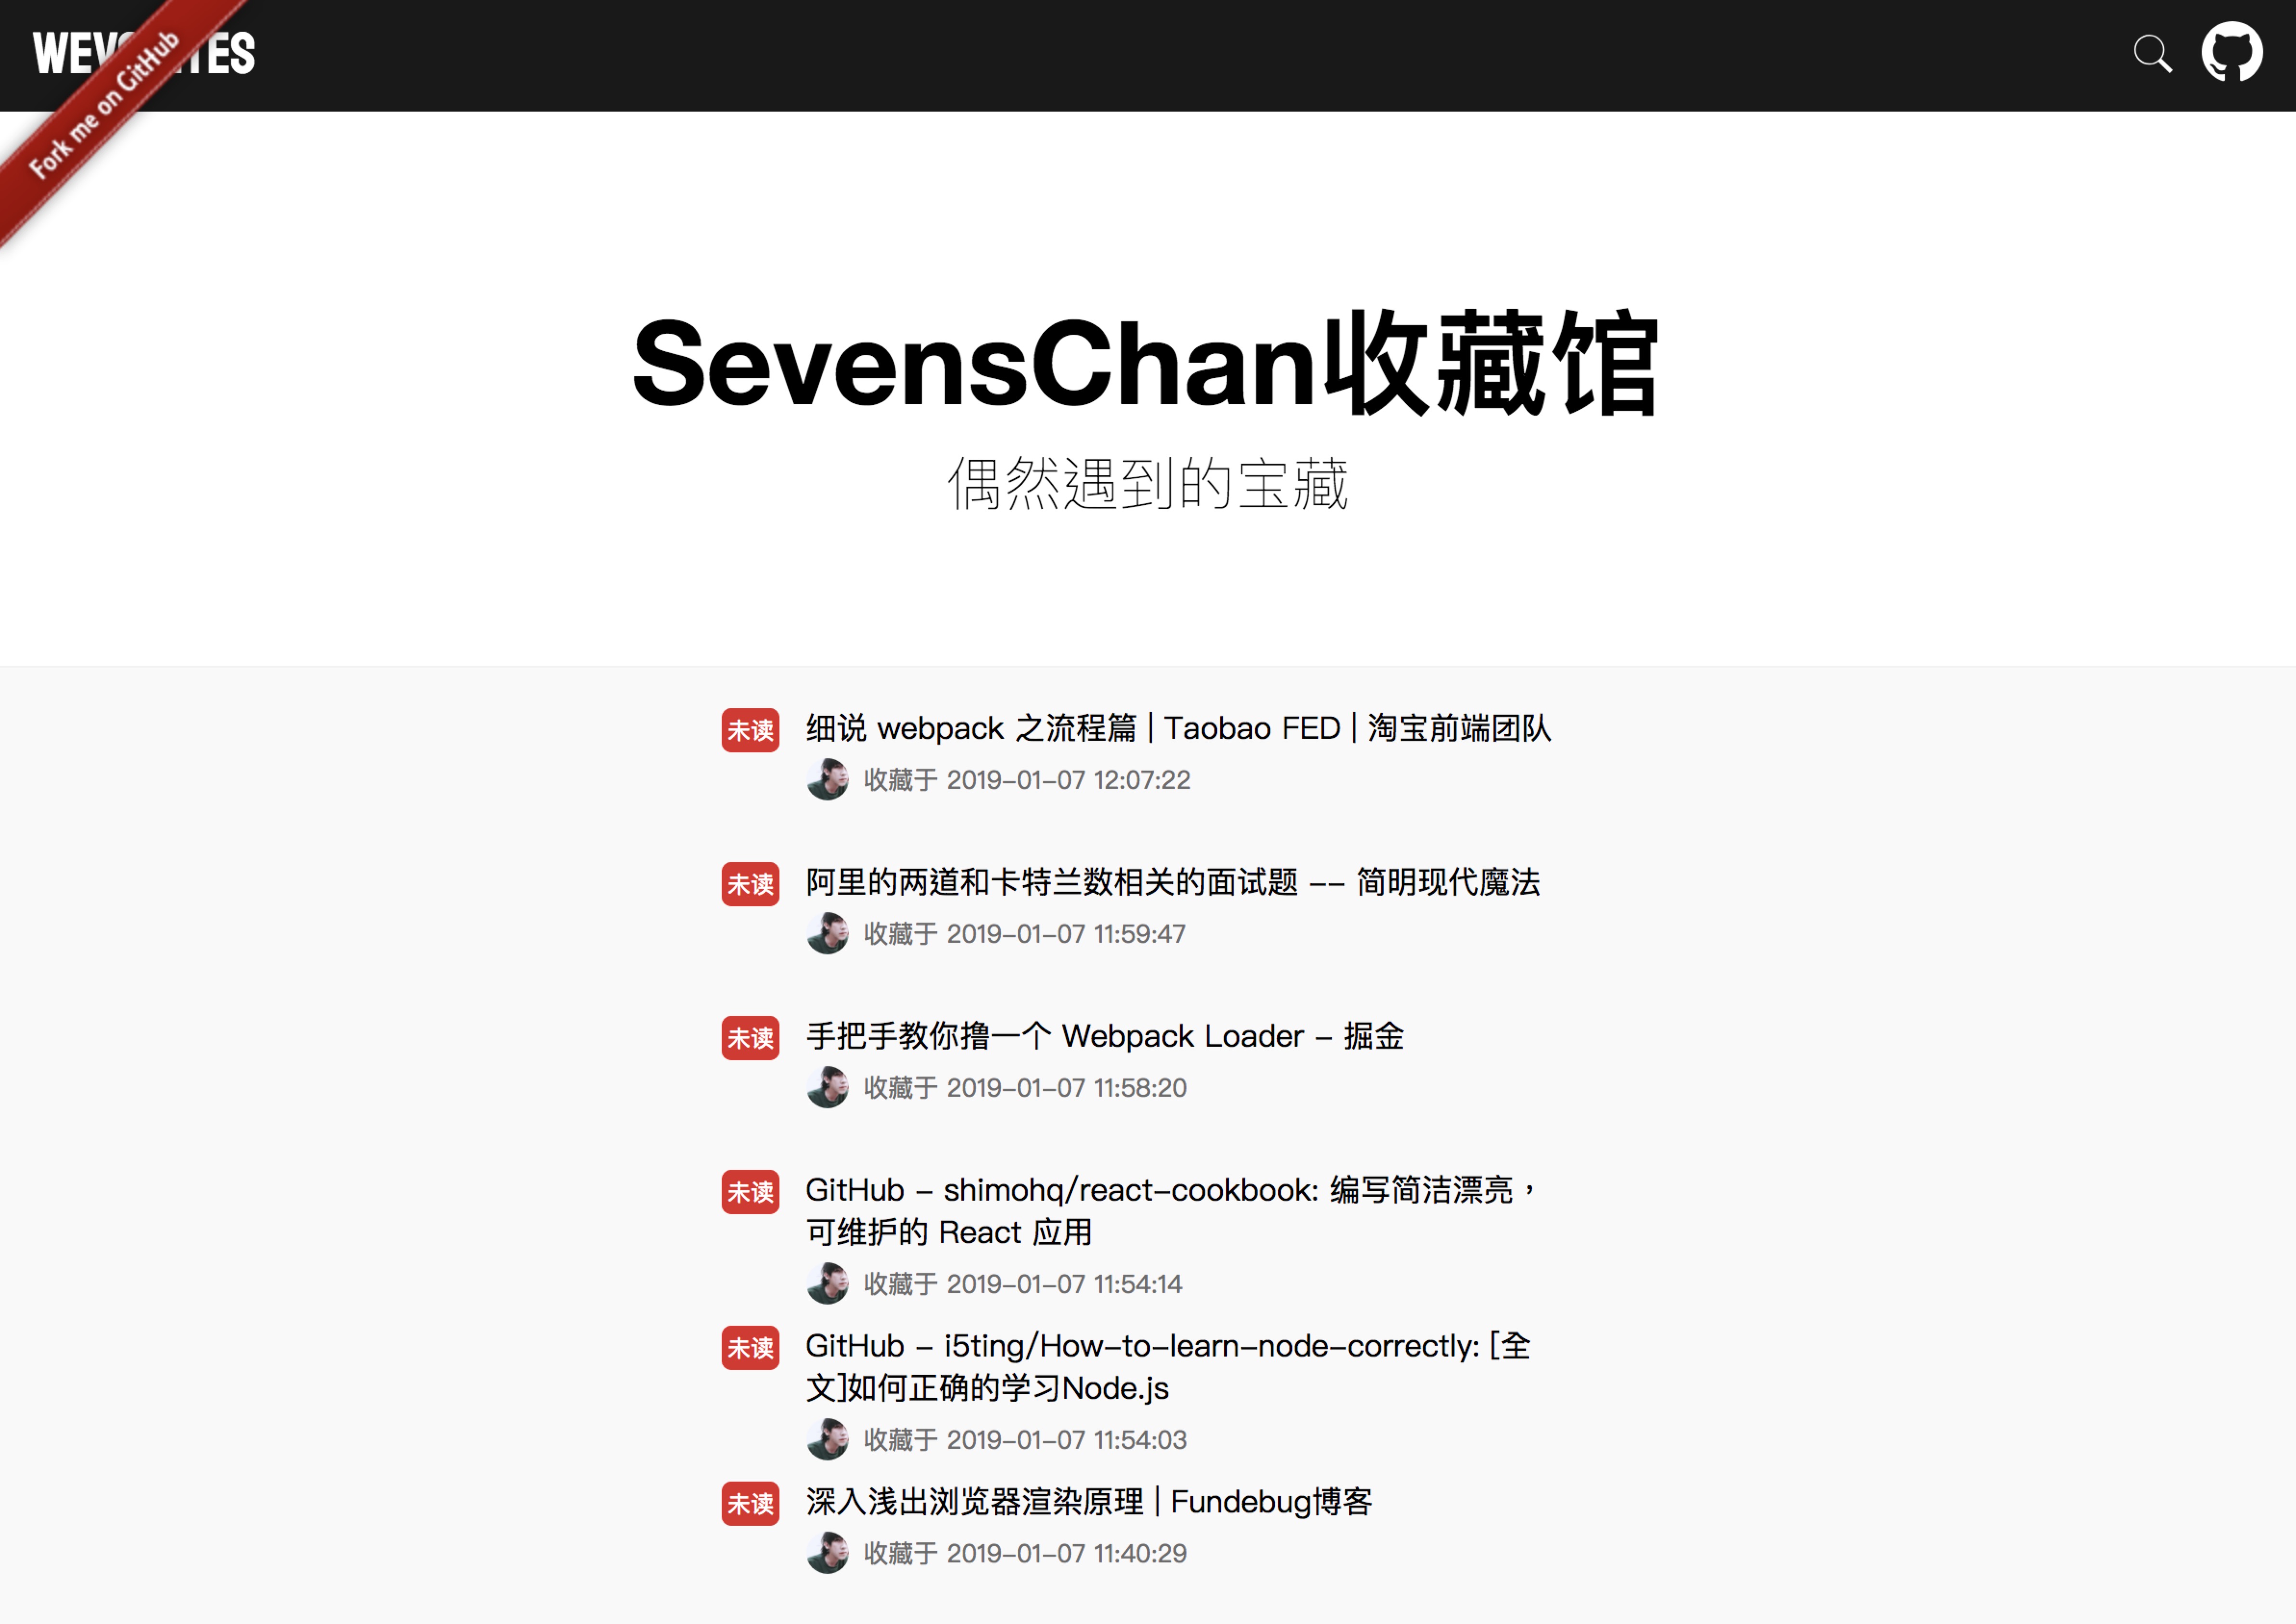 Fork me on GitHub
SevensChan收藏馆
偶然遇到的宝藏
未读 细说 webpack 之流程篇 | Taobao FED | 淘宝前端团队
收藏于 2019-01-07 12:07:22
未读 阿里的两道和卡特兰数相关的面试题 -- 简明现代魔法
收藏于 2019-01-07 11:59:47
未读 手把手教你撸一个 Webpack Loader - 掘金
收藏于 2019-01-07 11:58:20
未读 GitHub - shimohq/react-cookbook: 编写简洁漂亮，
可维护的 React 应用
收藏于 2019-01-07 11:54:14
未读 GitHub - i5ting/How-to-learn-node-correctly: [全
文]如何正确的学习Node.js
收藏于 2019-01-07 11:54:03
未读 深入浅出浏览器渲染原理 | Fundebug博客
收藏于 2019-01-07 11:40:29